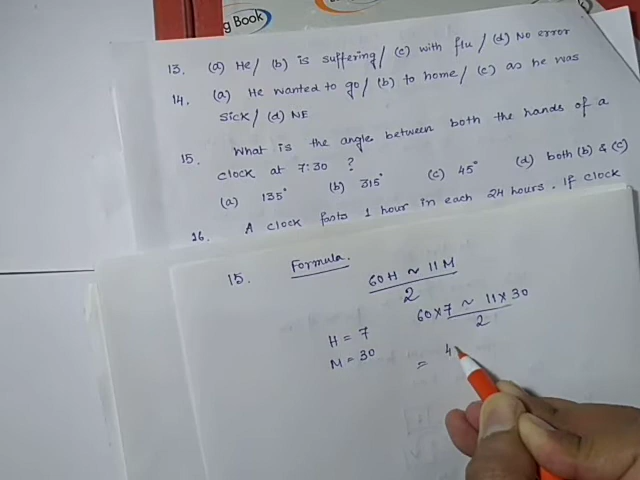 g Book
13. (a) He/ (b) is suffering/ (c) with flu / (d) No error
14. (a) He wanted to go/ (b) to home/ (c) as he was
sick/ (d) NE
15. What is the angle between both the hands of a
clock at 7:30 ?
(a) 135° (b) 315° (c) 45° (d) both (b) & (c)
16. A clock fasts 1 hour in each 24 hours. If clock
15. Formula.
60H ~ 11M
2
60×7 ~ 11×30
2
H = 7
M = 30
= 4